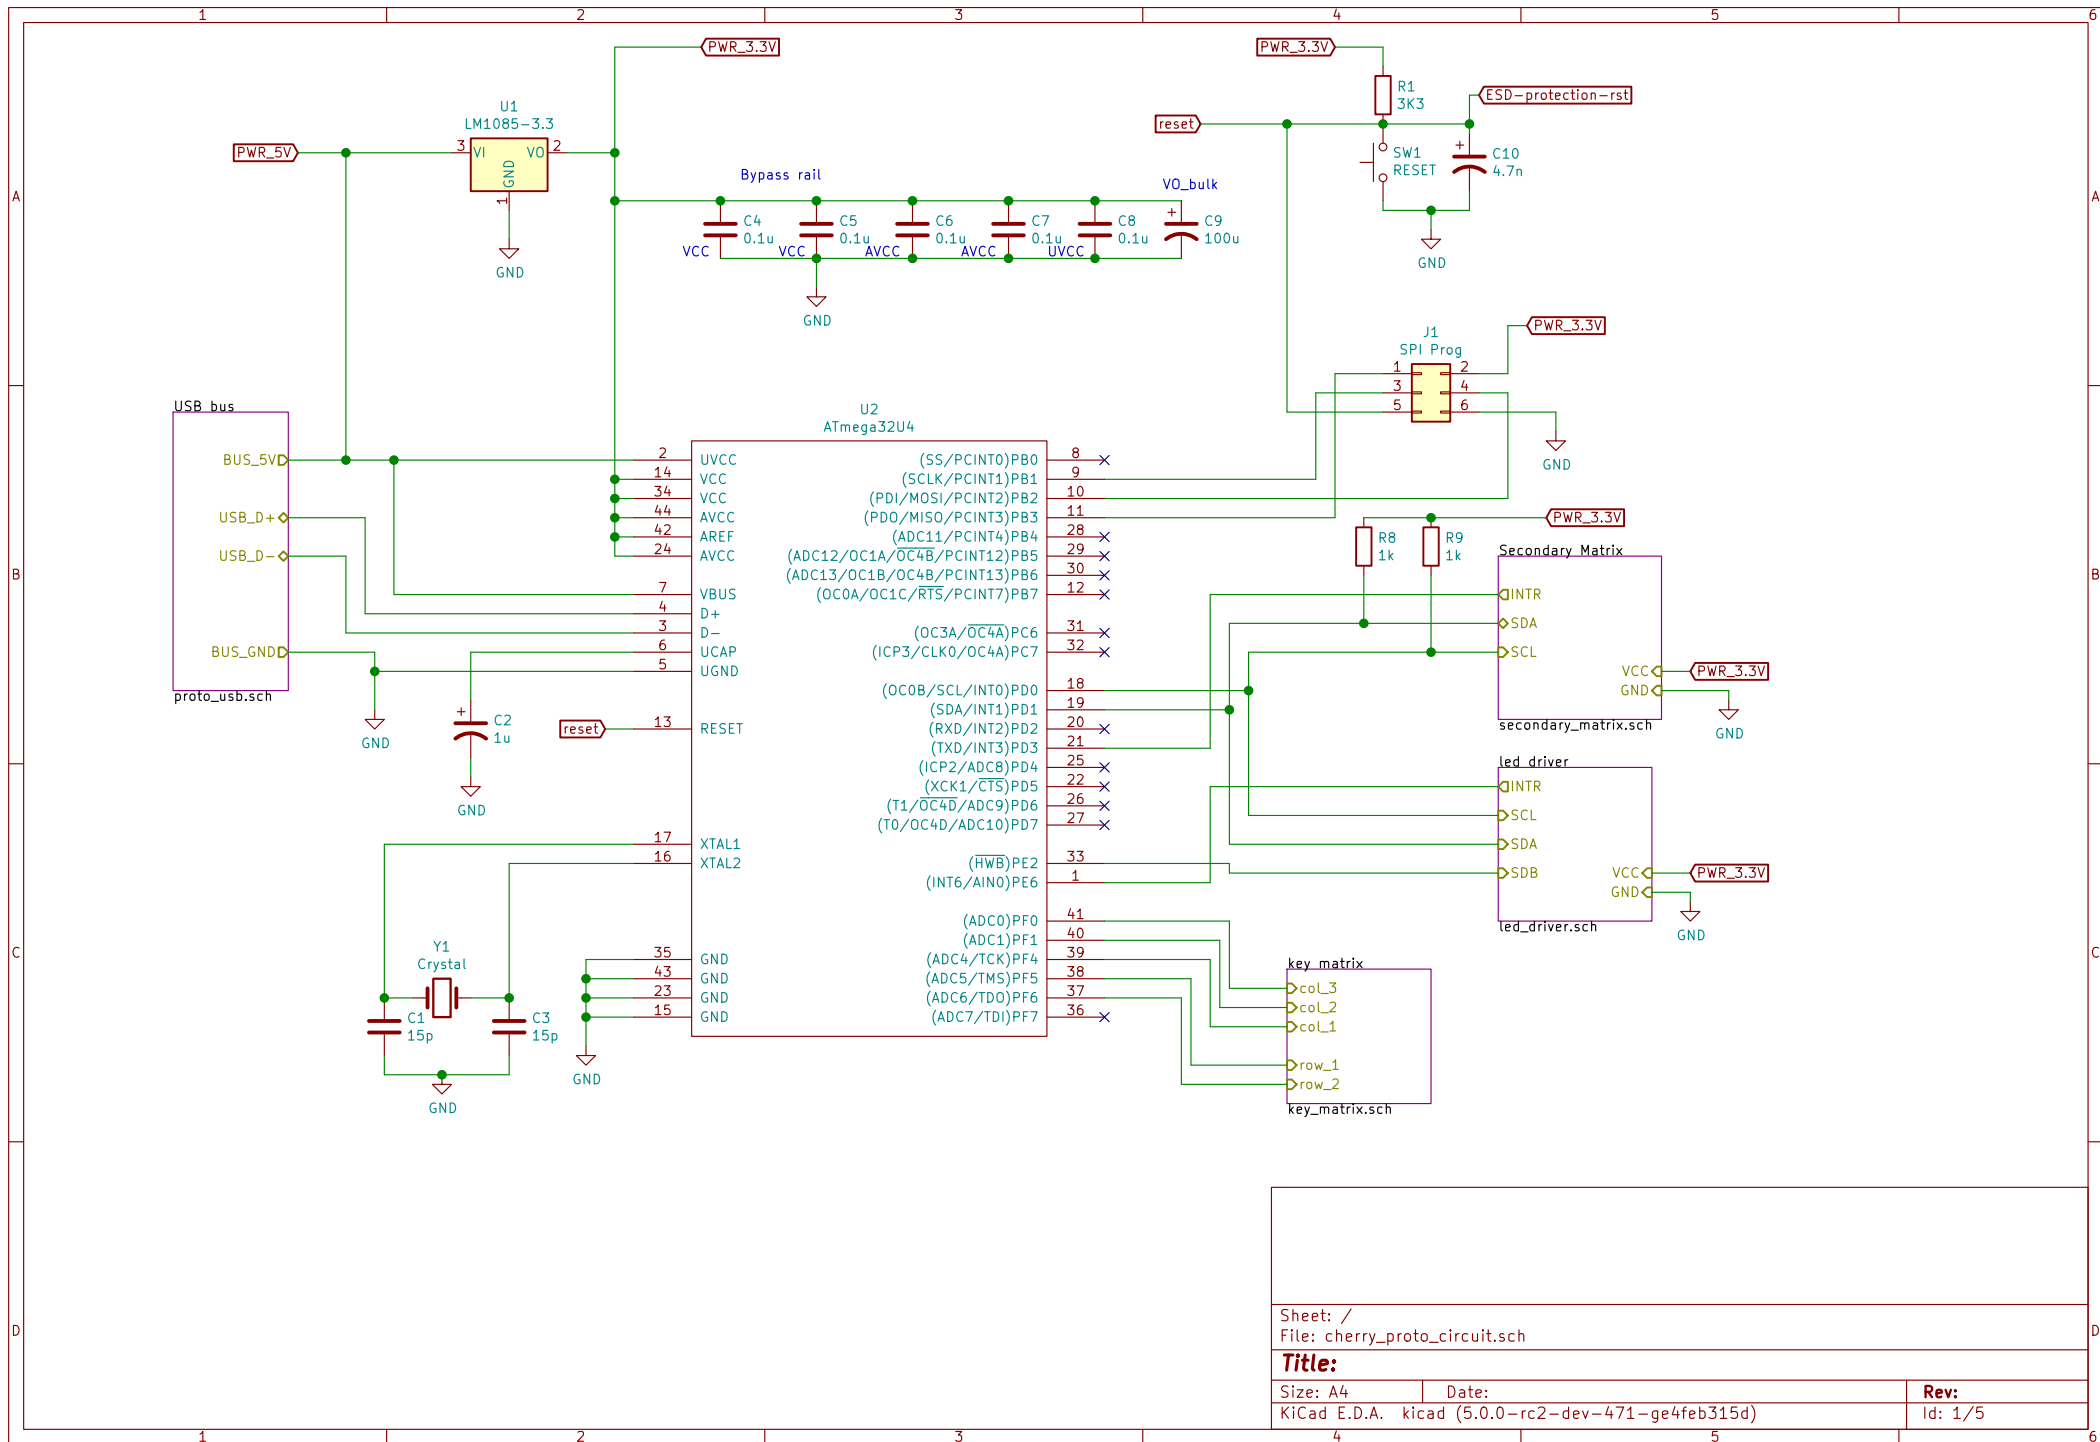 1 2 3 4 5 6
PWR_3.3V
PWR_3.3V
R1
3K3
ESD-protection-rst
U1
LM1085-3.3
reset
PWR_5V
3 VI VO 2
GND
1
GND
SW1
RESET
+
C10
4.7n
GND
Bypass rail
VO_bulk
A
A
C4
0.1u
VCC
C5
0.1u
VCC
C6
0.1u
AVCC
C7
0.1u
AVCC
C8
0.1u
UVCC
+
C9
100u
GND
J1
SPI Prog
PWR_3.3V
1 2
3 4
5 6
GND
USB bus
BUS_5V
USB_D+
USB_D-
BUS_GND
proto_usb.sch
GND
U2
ATmega32U4
2 UVCC
14 VCC
34 VCC
44 AVCC
42 AREF
24 AVCC
7 VBUS
4 D+
3 D-
6 UCAP
5 UGND
13 RESET
17 XTAL1
16 XTAL2
35 GND
43 GND
23 GND
15 GND
(SS/PCINT0)PB0 8
(SCLK/PCINT1)PB1 9
(PDI/MOSI/PCINT2)PB2 10
(PDO/MISO/PCINT3)PB3 11
(ADC11/PCINT4)PB4 28
(ADC12/OC1A/OC4B/PCINT12)PB5 29
(ADC13/OC1B/OC4B/PCINT13)PB6 30
(OC0A/OC1C/RTS/PCINT7)PB7 12
(OC3A/OC4A)PC6 31
(ICP3/CLK0/OC4A)PC7 32
(OC0B/SCL/INT0)PD0 18
(SDA/INT1)PD1 19
(RXD/INT2)PD2 20
(TXD/INT3)PD3 21
(ICP2/ADC8)PD4 25
(XCK1/CTS)PD5 22
(T1/OC4D/ADC9)PD6 26
(T0/OC4D/ADC10)PD7 27
(HWB)PE2 33
(INT6/AIN0)PE6 1
(ADC0)PF0 41
(ADC1)PF1 40
(ADC4/TCK)PF4 39
(ADC5/TMS)PF5 38
(ADC6/TDO)PF6 37
(ADC7/TDI)PF7 36
B
B
PWR_3.3V
R8
1k
R9
1k
Secondary Matrix
INTR
SDA
SCL
VCC
GND
PWR_3.3V
secondary_matrix.sch
GND
+
C2
1u
GND
reset
led driver
INTR
SCL
SDA
SDB
VCC
GND
PWR_3.3V
led_driver.sch
GND
C
C
Y1
Crystal
C1
15p
C3
15p
GND
GND
key matrix
col_3
col_2
col_1
row_1
row_2
key_matrix.sch
D
D
Sheet: /
File: cherry_proto_circuit.sch
Title:
Size: A4 Date: Rev:
KiCad E.D.A. kicad (5.0.0-rc2-dev-471-ge4feb315d) Id: 1/5
1 2 3 4 5 6